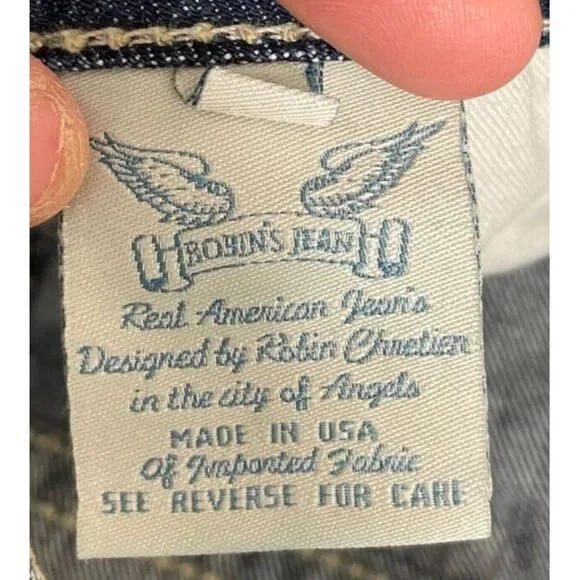 ROBIN'S JEAN
Real American Jean's
Designed by Robin Chretien
in the city of Angels
MADE IN USA
Of Imported Fabric
SEE REVERSE FOR CARE